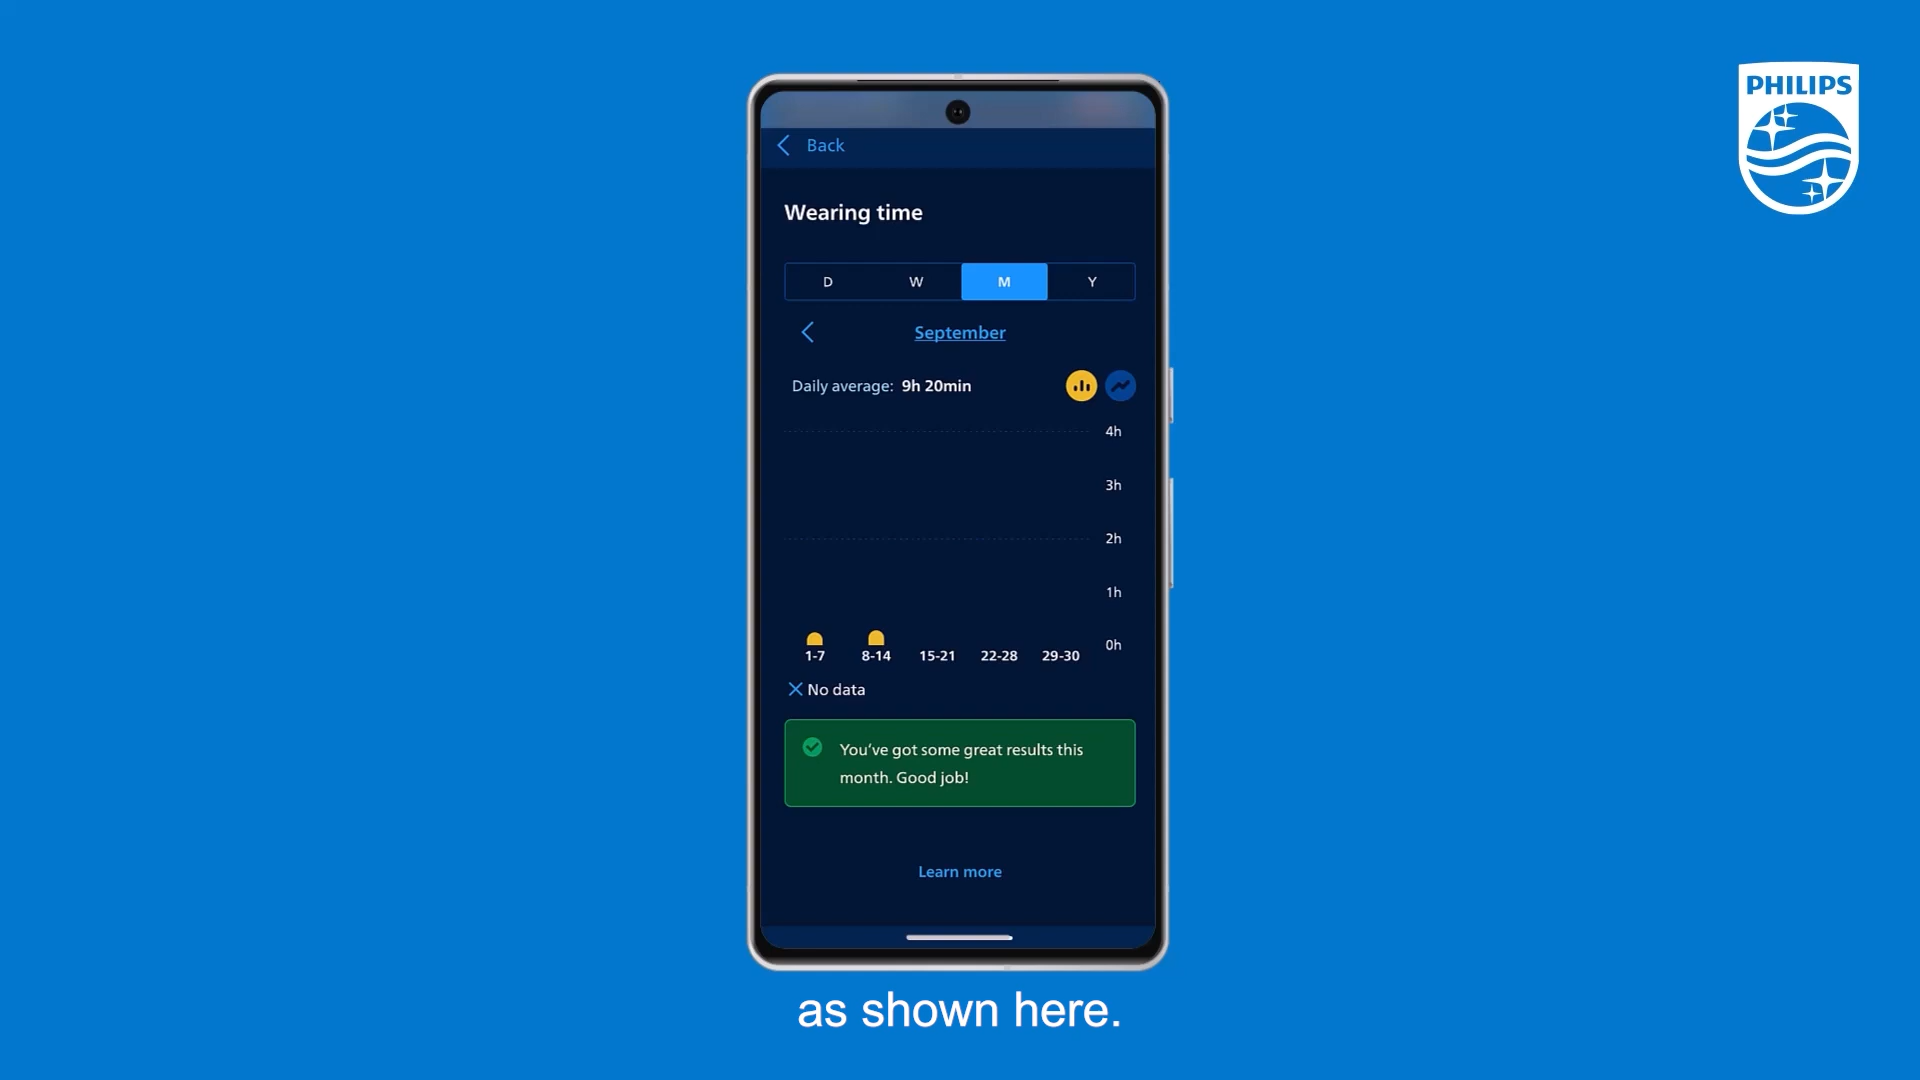 PHILIPS
Back
Wearing time
D W M Y
September
Daily average: 9h 20min
4h
3h
2h
1h
0h
1-7 8-14 15-21 22-28 29-30
No data
You’ve got some great results this
month. Good job!
Learn more
as shown here.